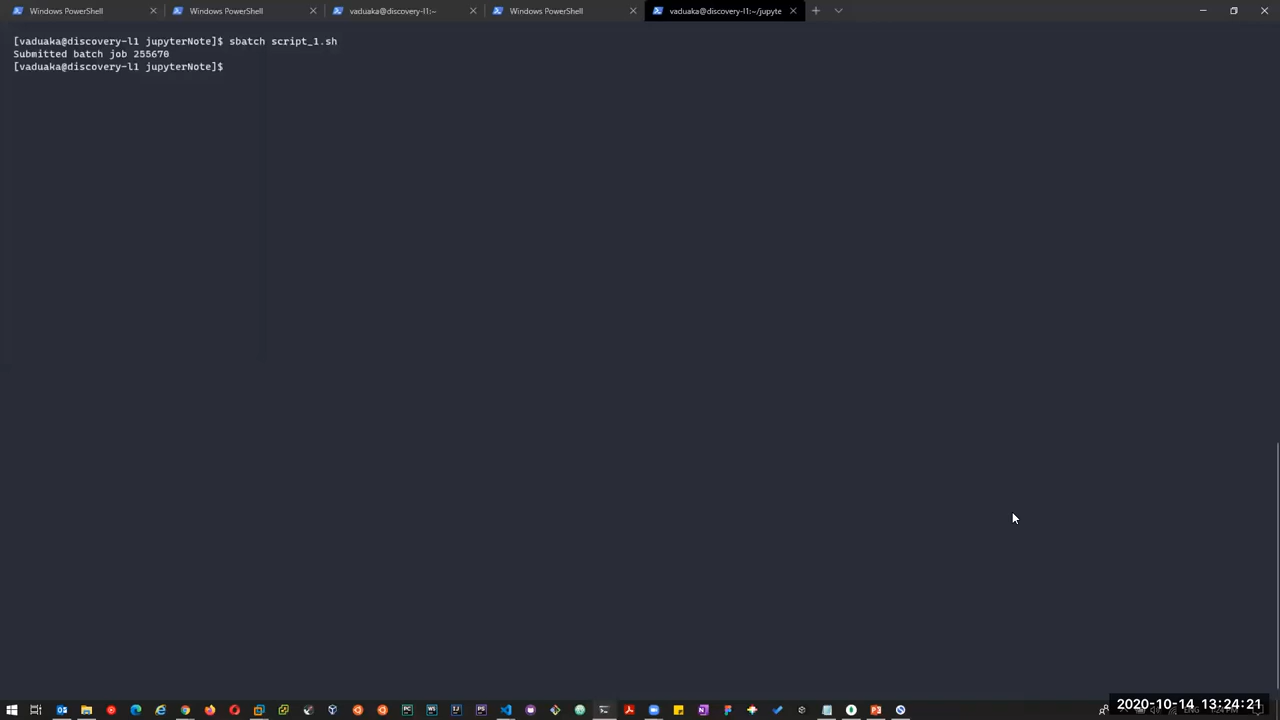 Windows PowerShell
Windows PowerShell
vaduaka@discovery-l1:~
Windows PowerShell
vaduaka@discovery-l1:~/jupyte
[vaduaka@discovery-l1 jupyterNote]$ sbatch script_1.sh
Submitted batch job 255670
[vaduaka@discovery-l1 jupyterNote]$
2020-10-14 13:24:21